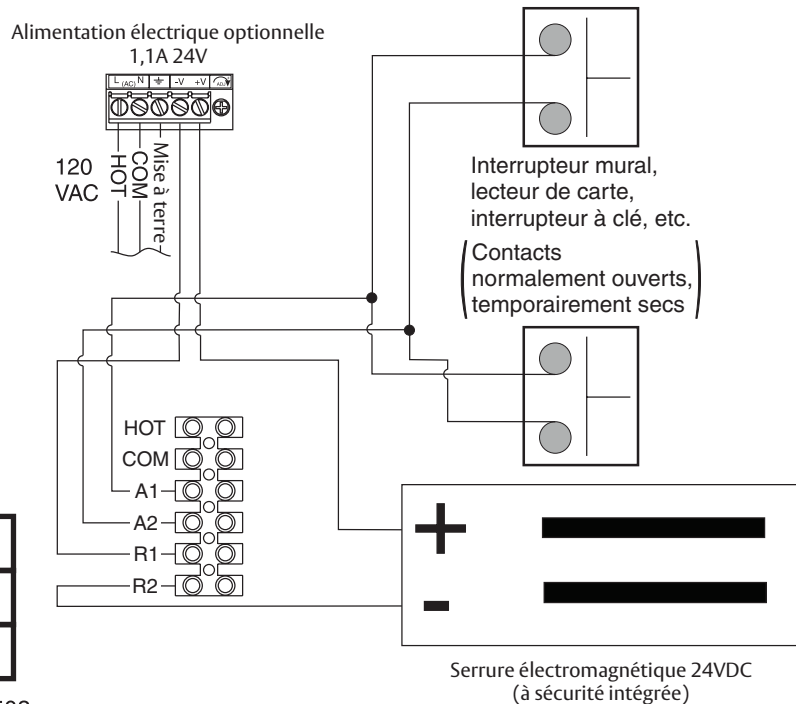 Alimentation électrique optionnelle
1,1A 24V
L (AC) N -V +V ADJ
120
VAC
HOT
COM
Mise à terre
Interrupteur mural,
lecteur de carte,
interrupteur à clé, etc.
(Contacts
normalement ouverts,
temporairement secs)
HOT
COM
A1
A2
R1
R2
+
-
Serrure électromagnétique 24VDC
(à sécurité intégrée)